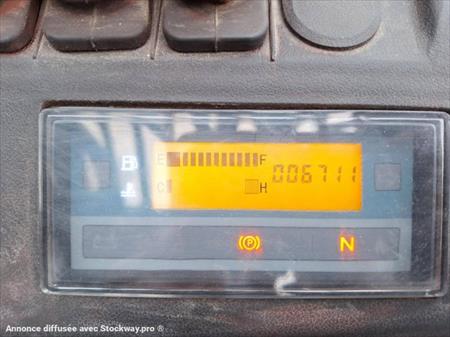 E F 006711
C H
P N
Annonce diffusée avec Stockway.pro ®